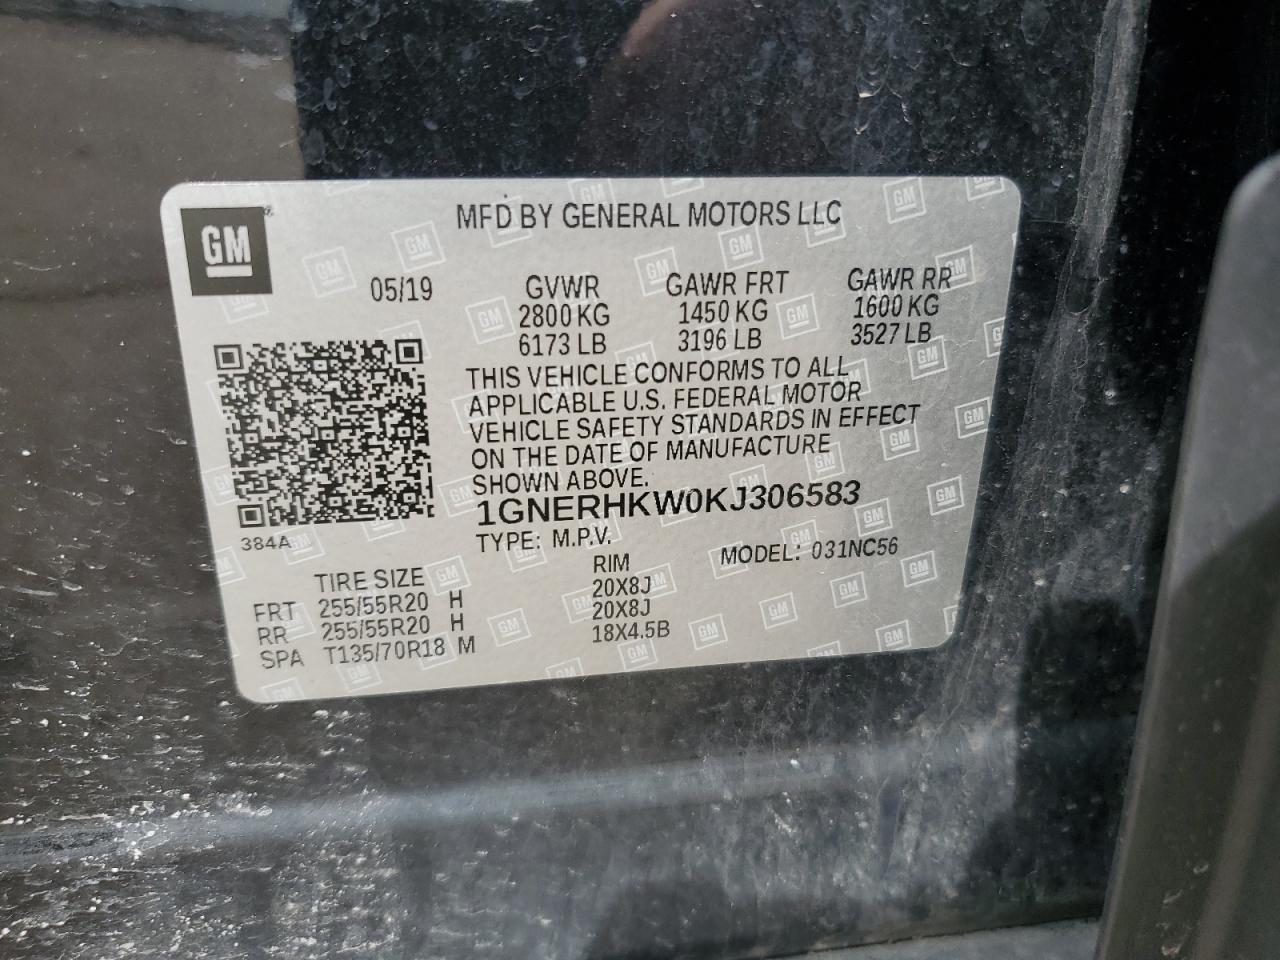 GM ®
MFD BY GENERAL MOTORS LLC
05/19 GVWR GAWR FRT GAWR RR
2800 KG 1450 KG 1600 KG
6173 LB 3196 LB 3527 LB
THIS VEHICLE CONFORMS TO ALL
APPLICABLE U.S. FEDERAL MOTOR
VEHICLE SAFETY STANDARDS IN EFFECT
ON THE DATE OF MANUFACTURE
SHOWN ABOVE.
1GNERHKW0KJ306583
384A
TYPE: M.P.V. MODEL: 031NC56
TIRE SIZE RIM
FRT 255/55R20 H 20X8J
RR 255/55R20 H 20X8J
SPA T135/70R18 M 18X4.5B